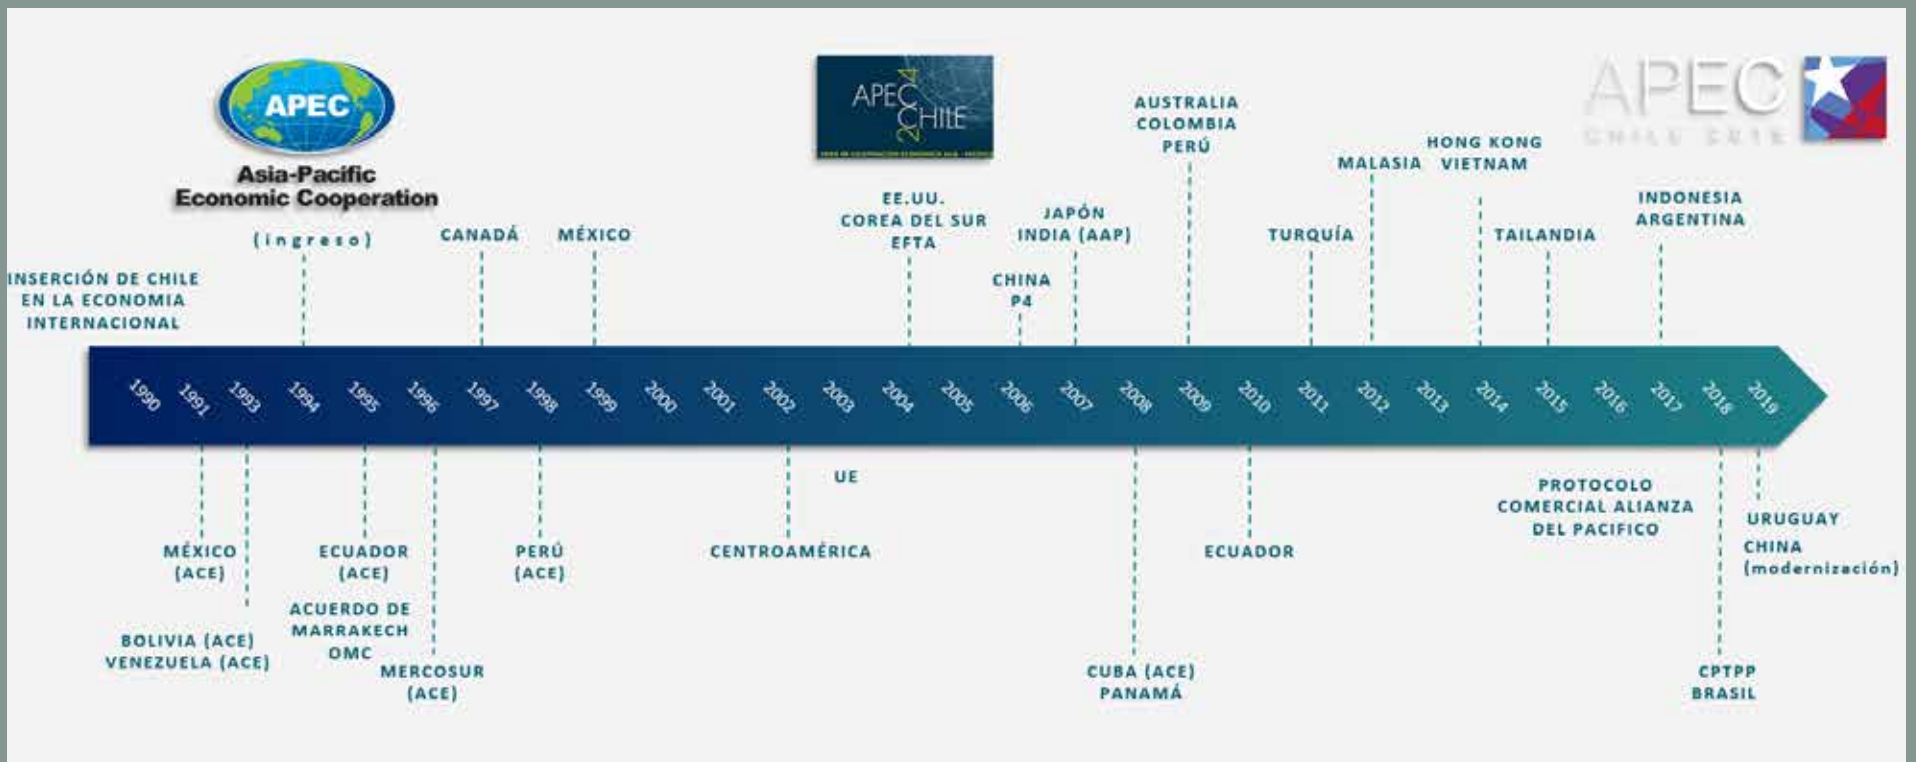 APEC
Asia-Pacific
Economic Cooperation
(ingreso)
APEC
CHILE
2004
APEC
INSERCIÓN DE CHILE
EN LA ECONOMIA
INTERNACIONAL
CANADÁ
MÉXICO
EE.UU.
COREA DEL SUR
EFTA
CHINA
P4
JAPÓN
INDIA (AAP)
AUSTRALIA
COLOMBIA
PERÚ
TURQUÍA
MALASIA
HONG KONG
VIETNAM
TAILANDIA
INDONESIA
ARGENTINA
1990 1991 1993 1994 1995 1996 1997 1998 1999 2000 2001 2002 2003 2004 2005 2006 2007 2008 2009 2010 2011 2012 2013 2014 2015 2016 2017 2018 2019
MÉXICO
(ACE)
BOLIVIA (ACE)
VENEZUELA (ACE)
ECUADOR
(ACE)
ACUERDO DE
MARRAKECH
OMC
MERCOSUR
(ACE)
PERÚ
(ACE)
CENTROAMÉRICA
UE
CUBA (ACE)
PANAMÁ
ECUADOR
PROTOCOLO
COMERCIAL ALIANZA
DEL PACIFICO
CPTPP
BRASIL
URUGUAY
CHINA
(modernización)